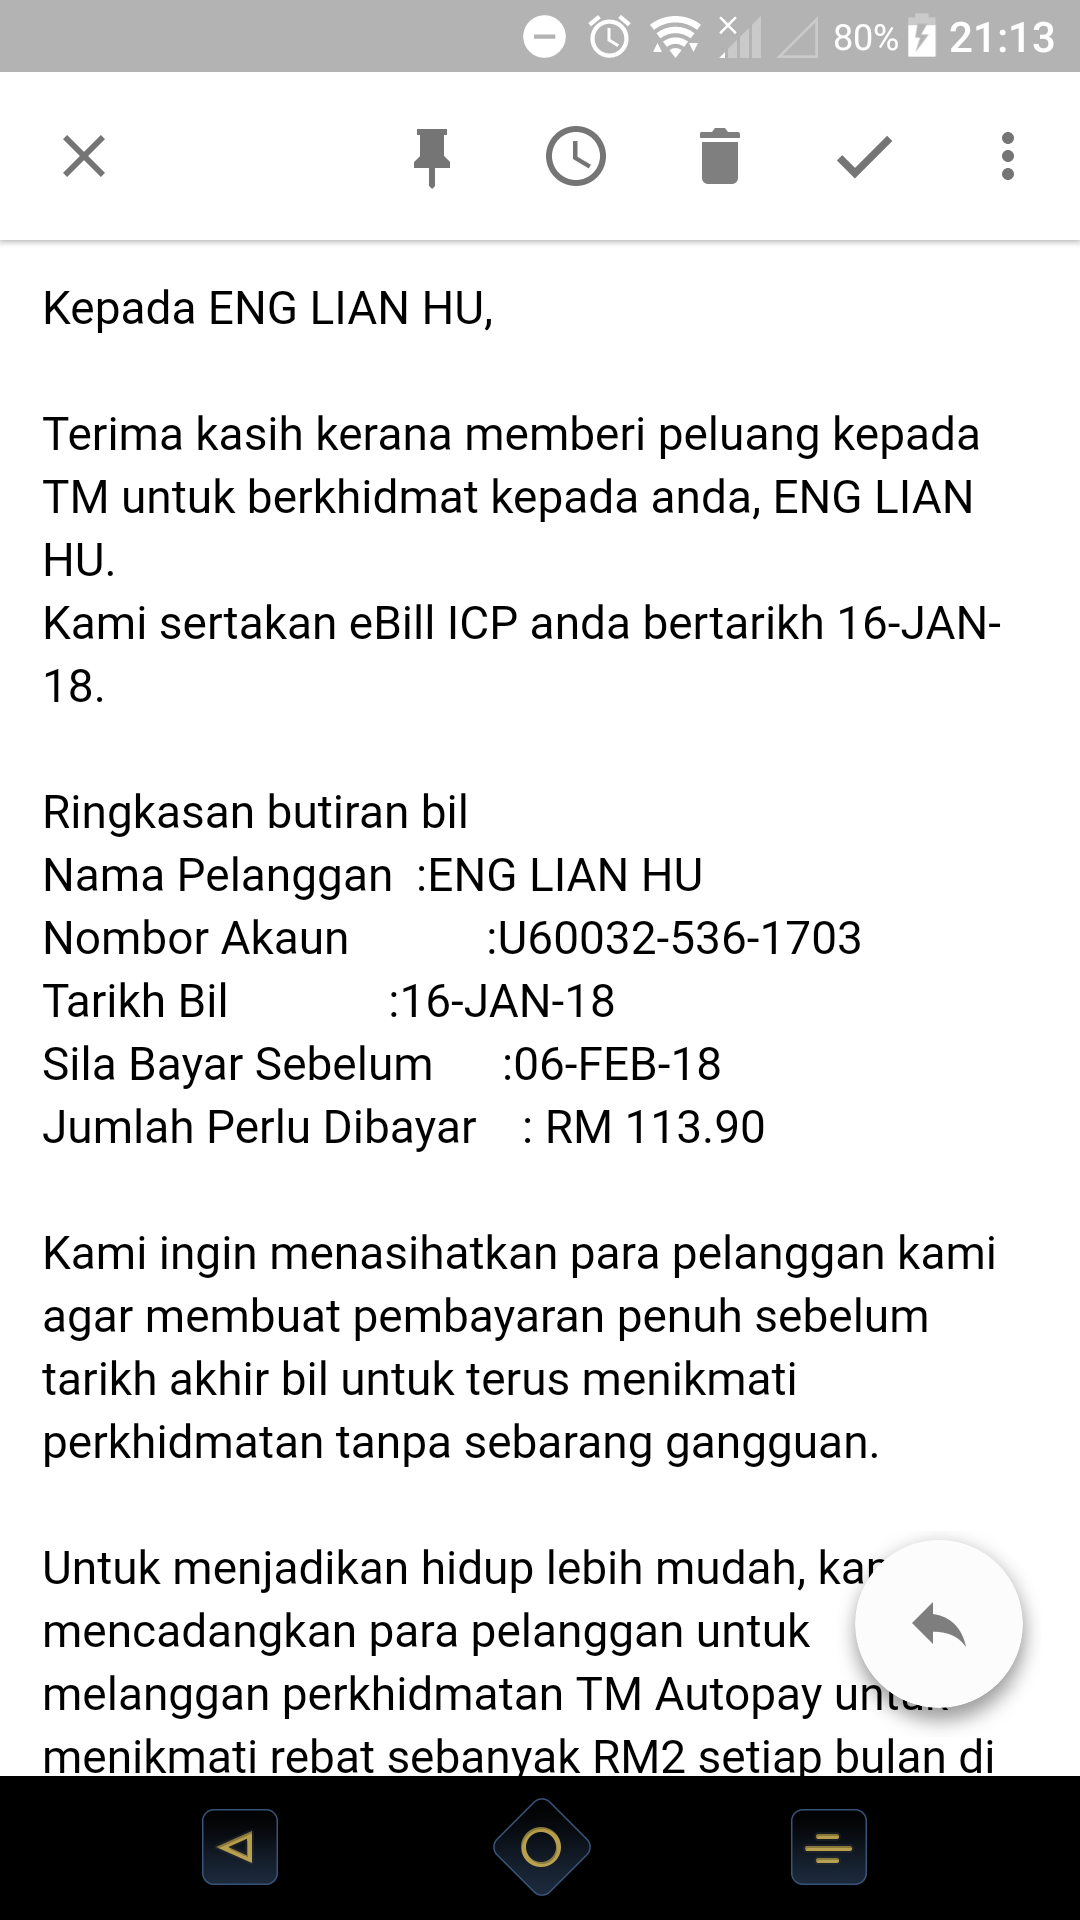 80% 21:13
Kepada ENG LIAN HU,
Terima kasih kerana memberi peluang kepada
TM untuk berkhidmat kepada anda, ENG LIAN
HU.
Kami sertakan eBill ICP anda bertarikh 16-JAN-
18.
Ringkasan butiran bil
Nama Pelanggan :ENG LIAN HU
Nombor Akaun :U60032-536-1703
Tarikh Bil :16-JAN-18
Sila Bayar Sebelum :06-FEB-18
Jumlah Perlu Dibayar : RM 113.90
Kami ingin menasihatkan para pelanggan kami
agar membuat pembayaran penuh sebelum
tarikh akhir bil untuk terus menikmati
perkhidmatan tanpa sebarang gangguan.
Untuk menjadikan hidup lebih mudah,
mencadangkan para pelanggan untuk
melanggan perkhidmatan TM Autopay untuk
menikmati rebat sebanyak RM2 setiap bulan di